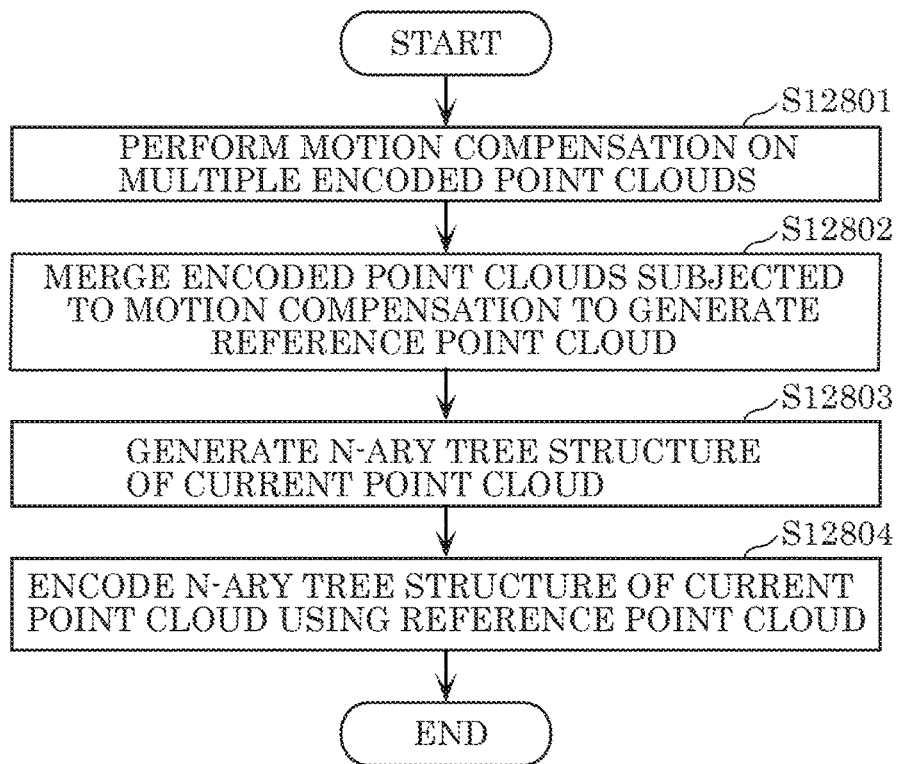 START
S12801
PERFORM MOTION COMPENSATION ON
MULTIPLE ENCODED POINT CLOUDS
S12802
MERGE ENCODED POINT CLOUDS SUBJECTED
TO MOTION COMPENSATION TO GENERATE
REFERENCE POINT CLOUD
S12803
GENERATE N-ARY TREE STRUCTURE
OF CURRENT POINT CLOUD
S12804
ENCODE N-ARY TREE STRUCTURE OF CURRENT
POINT CLOUD USING REFERENCE POINT CLOUD
END